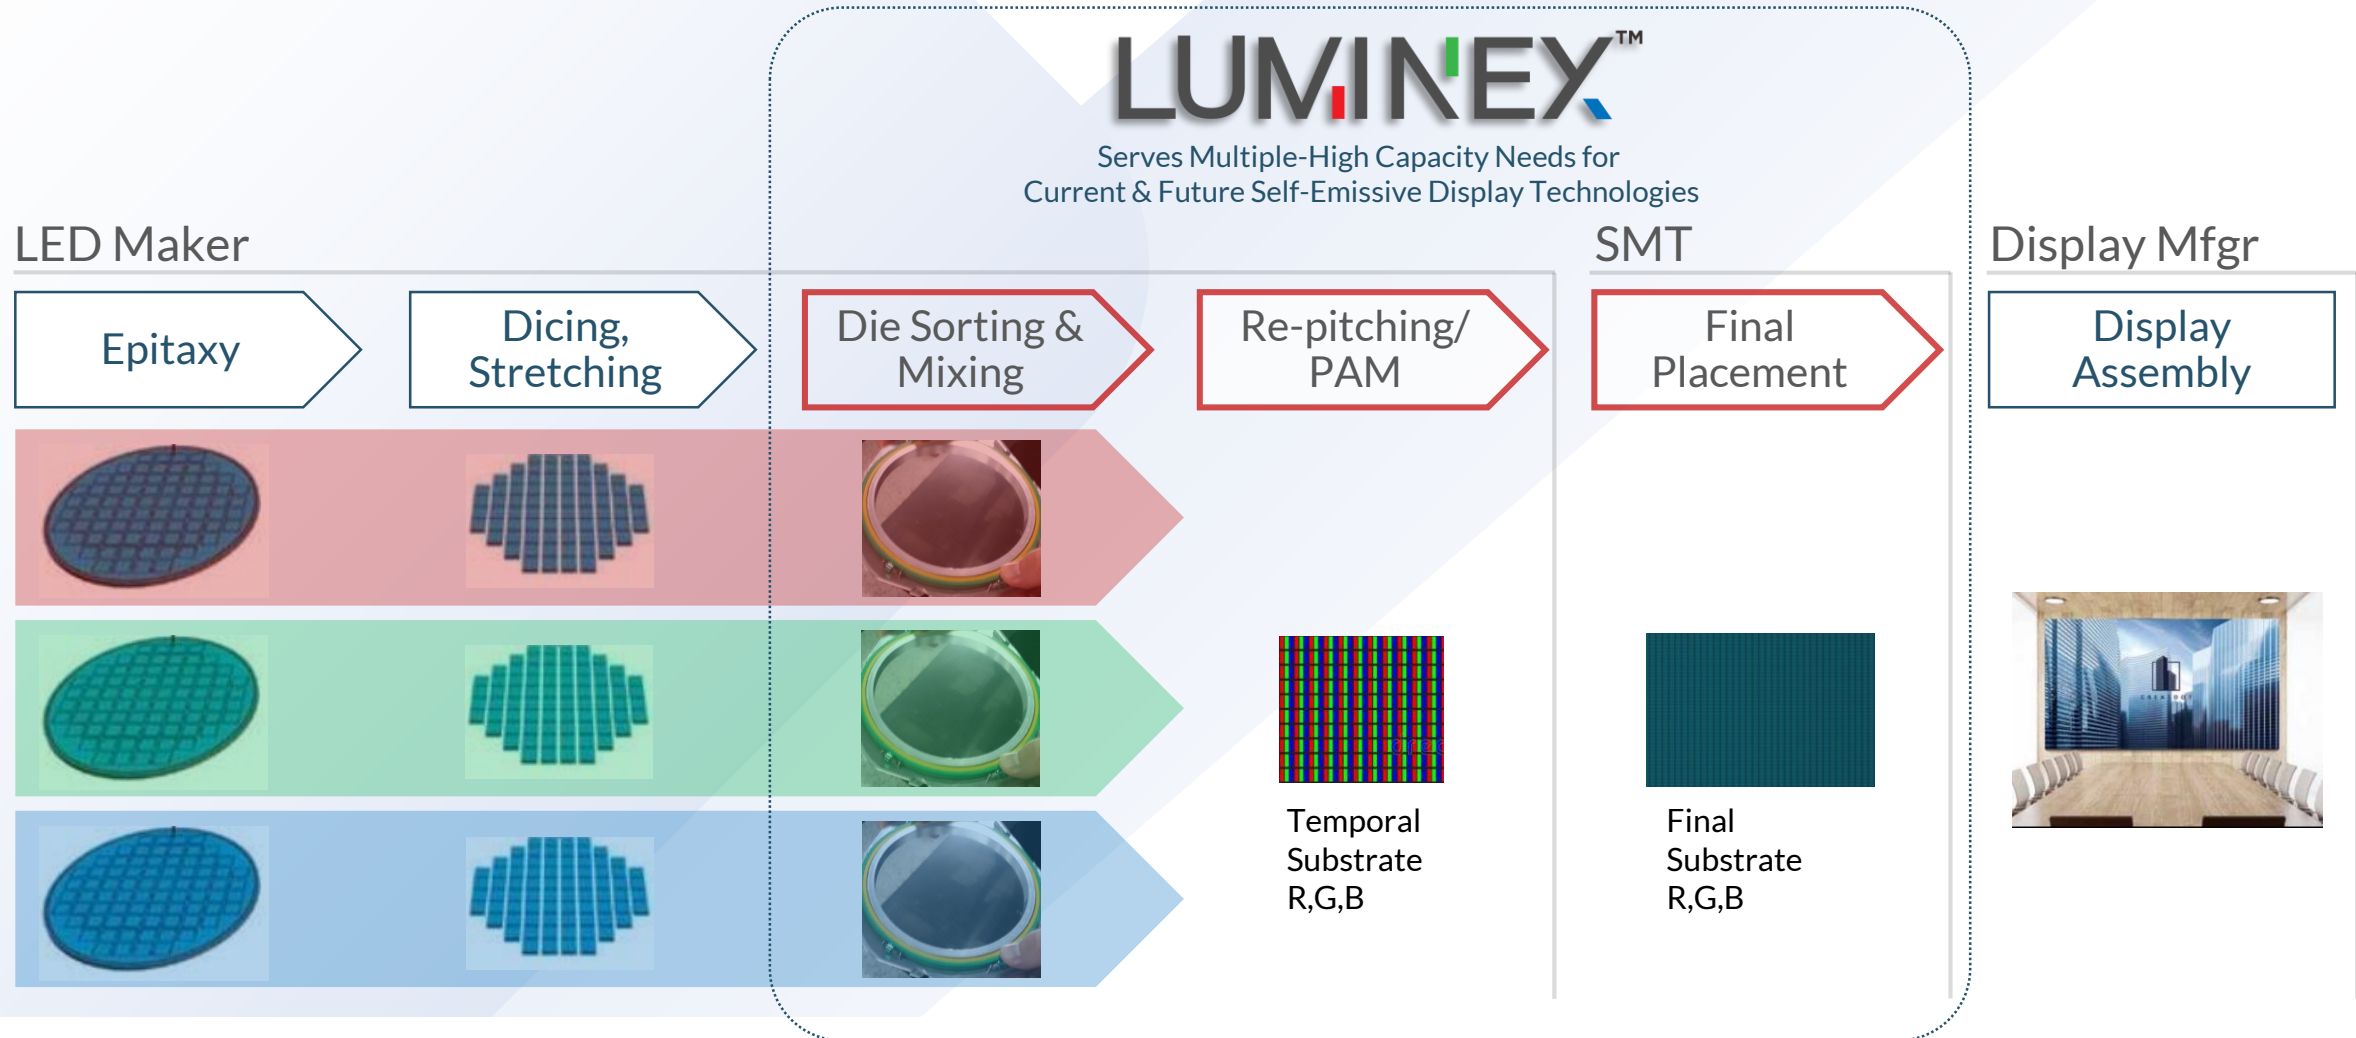 LUMINEX™
Serves Multiple-High Capacity Needs for
Current & Future Self-Emissive Display Technologies
LED Maker
SMT
Display Mfgr
Epitaxy
Dicing,
Stretching
Die Sorting &
Mixing
Re-pitching/
PAM
Final
Placement
Display
Assembly
Temporal
Substrate
R,G,B
Final
Substrate
R,G,B